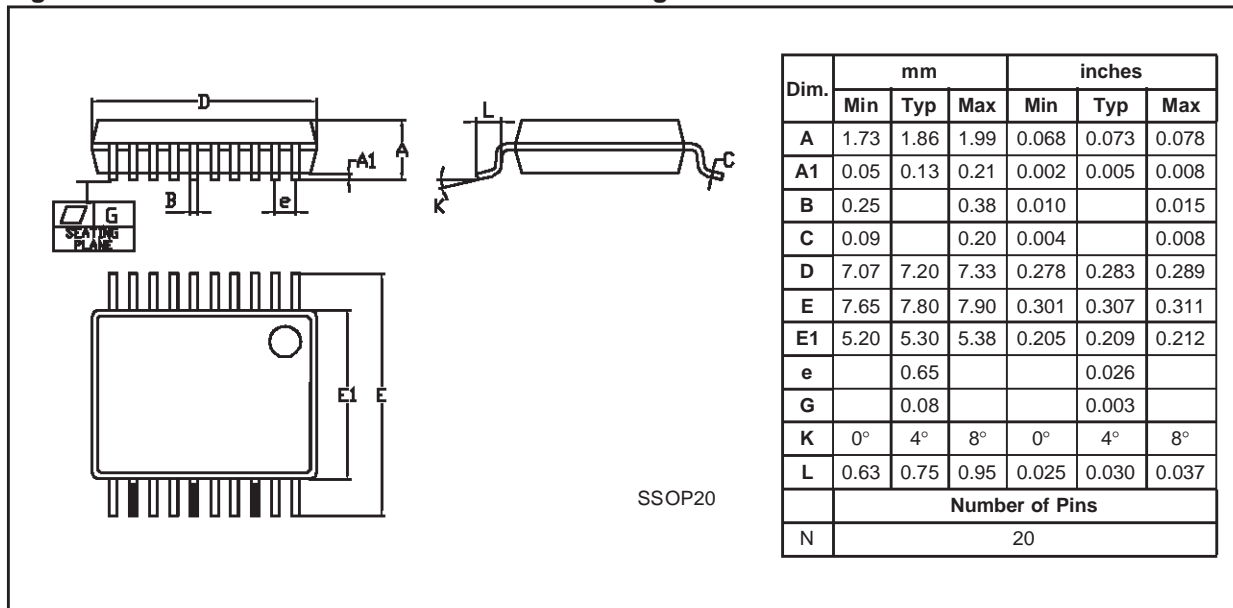 D
A1
A
B
e
G
SEATING
PLANE
L
C
K
E1
E
SSOP20
Dim. mm inches
Min Typ Max Min Typ Max
A 1.73 1.86 1.99 0.068 0.073 0.078
A1 0.05 0.13 0.21 0.002 0.005 0.008
B 0.25 0.38 0.010 0.015
C 0.09 0.20 0.004 0.008
D 7.07 7.20 7.33 0.278 0.283 0.289
E 7.65 7.80 7.90 0.301 0.307 0.311
E1 5.20 5.30 5.38 0.205 0.209 0.212
e 0.65 0.026
G 0.08 0.003
K 0° 4° 8° 0° 4° 8°
L 0.63 0.75 0.95 0.025 0.030 0.037
Number of Pins
N 20